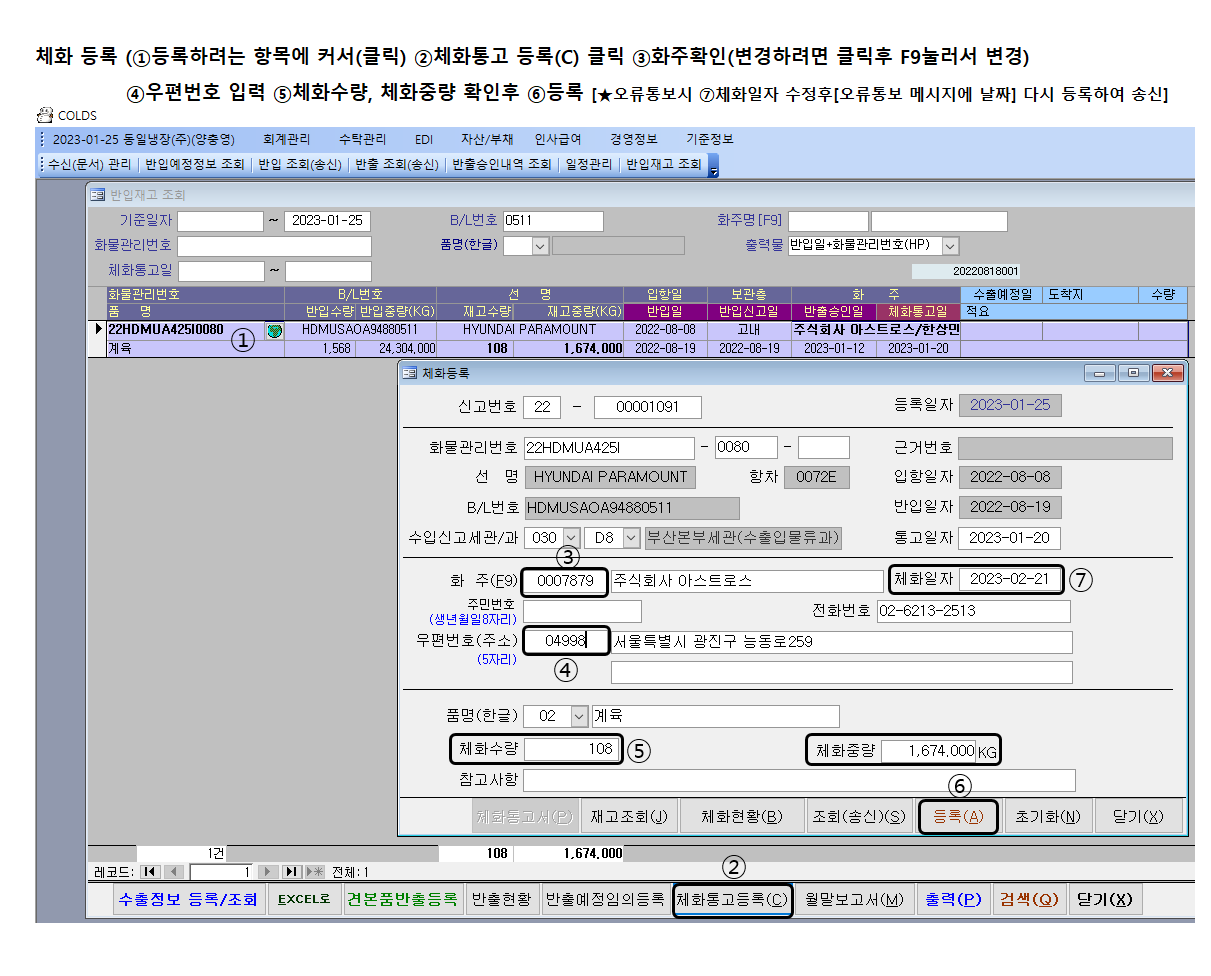 체화 등록 (①등록하려는 항목에 커서(클릭) ②체화통고 등록(C) 클릭 ③화주확인(변경하려면 클릭후 F9눌러서 변경)
④우편번호 입력 ⑤체화수량, 체화중량 확인후 ⑥등록 [★오류통보시 ⑦체화일자 수정후[오류통보 메시지에 날짜] 다시 등록하여 송신]
COLDS
2023-01-25 동일냉장(주)(양충영) 회계관리 수탁관리 EDI 자산/부채 인사급여 경영정보 기준정보
수신(문서) 관리 반입예정정보 조회 반입 조회(송신) 반출 조회(송신) 반출승인내역 조회 일정관리 반입재고 조회
반입재고 조회
기준일자 ~ 2023-01-25 B/L번호 0511 화주명[F9]
화물관리번호 품명(한글) 출력물 반입일+화물관리번호(HP)
체화통고일 ~ 20220818001
화물관리번호 B/L번호 선 명 입항일 보관층 화 주 수출예정일 도착지 수량
품 명 반입수량 반입중량(KG) 재고수량 재고중량(KG) 반입일 반입신고일 반출승인일 체화통고일 적요
22HDMUA425I0080 ① HDMUSAOA94880511 HYUNDAI PARAMOUNT 2022-08-08 고내 주식회사 아스트로스/한상민
계육 1,568 24,304,000 108 1,674,000 2022-08-19 2022-08-19 2023-01-12 2023-01-20
체화등록
신고번호 22 - 00001091 등록일자 2023-01-25
화물관리번호 22HDMUA425I - 0080 - 근거번호
선 명 HYUNDAI PARAMOUNT 항차 0072E 입항일자 2022-08-08
B/L번호 HDMUSAOA94880511 반입일자 2022-08-19
수입신고세관/과 030 D8 부산본부세관(수출입물류과) 통고일자 2023-01-20
③
화 주(F9) 0007879 주식회사 아스트로스 체화일자 2023-02-21 ⑦
주민번호
(생년월일8자리) 전화번호 02-6213-2513
우편번호(주소) 04998 서울특별시 광진구 능동로259
(5자리) ④
품명(한글) 02 계육
체화수량 108 ⑤ 체화중량 1,674,000 KG
참고사항
⑥
체화통고서(P) 재고조회(J) 체화현황(B) 조회(송신)(S) 등록(A) 초기화(N) 닫기(X)
1건 108 1,674,000
레코드: 1 전체: 1
②
수출정보 등록/조회 EXCEL로 견본품반출등록 반출현황 반출예정임의등록 체화통고등록(C) 월말보고서(M) 출력(P) 검색(Q) 닫기(X)